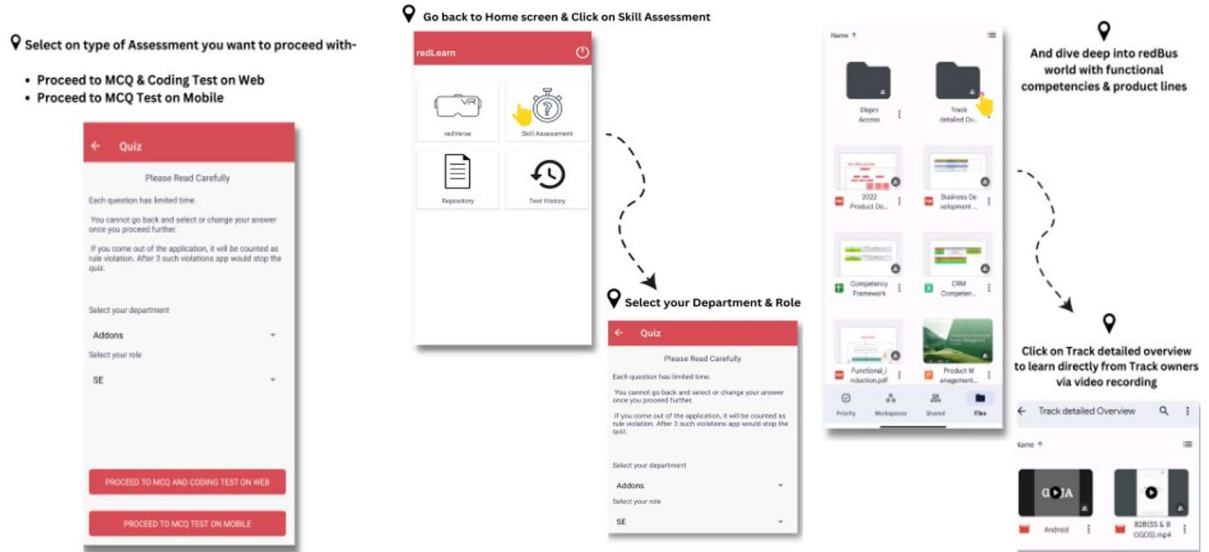 Select on type of Assessment you want to proceed with-
• Proceed to MCQ & Coding Test on Web
• Proceed to MCQ Test on Mobile
Quiz
Please Read Carefully
Each question has limited time.
You cannot go back and select or change your answer
once you proceed further.
If you come out of the application, it will be counted as
rule violation. After 3 such violations app would stop the
quiz.
Select your department
Addons
Select your role
SE
PROCEED TO MCQ AND CODING TEST ON WEB
PROCEED TO MCQ TEST ON MOBILE
Go back to Home screen & Click on Skill Assessment
redLearn
VR
redVerse
Skill Assessment
Repository
Test History
Select your Department & Role
Quiz
Please Read Carefully
Each question has limited time.
You cannot go back and select or change your answer
once you proceed further.
If you come out of the application, it will be counted as
rule violation. After 3 such violations app would stop the
quiz.
Select your department
Addons
Select your role
SE
Name ↑
Access
Track
detailed Ov...
2022
Product De...
Business De
velopment ...
Competency
Framework
CRM
Competen...
Functional_i
nduction.pdf
Product M
anagement...
Priority
Workspaces
Shared
Files
And dive deep into redBus
world with functional
competencies & product lines
Click on Track detailed overview
to learn directly from Track owners
via video recording
Track detailed Overview
Name ↑
Android
B2B(SS & B
OGDS).mp4